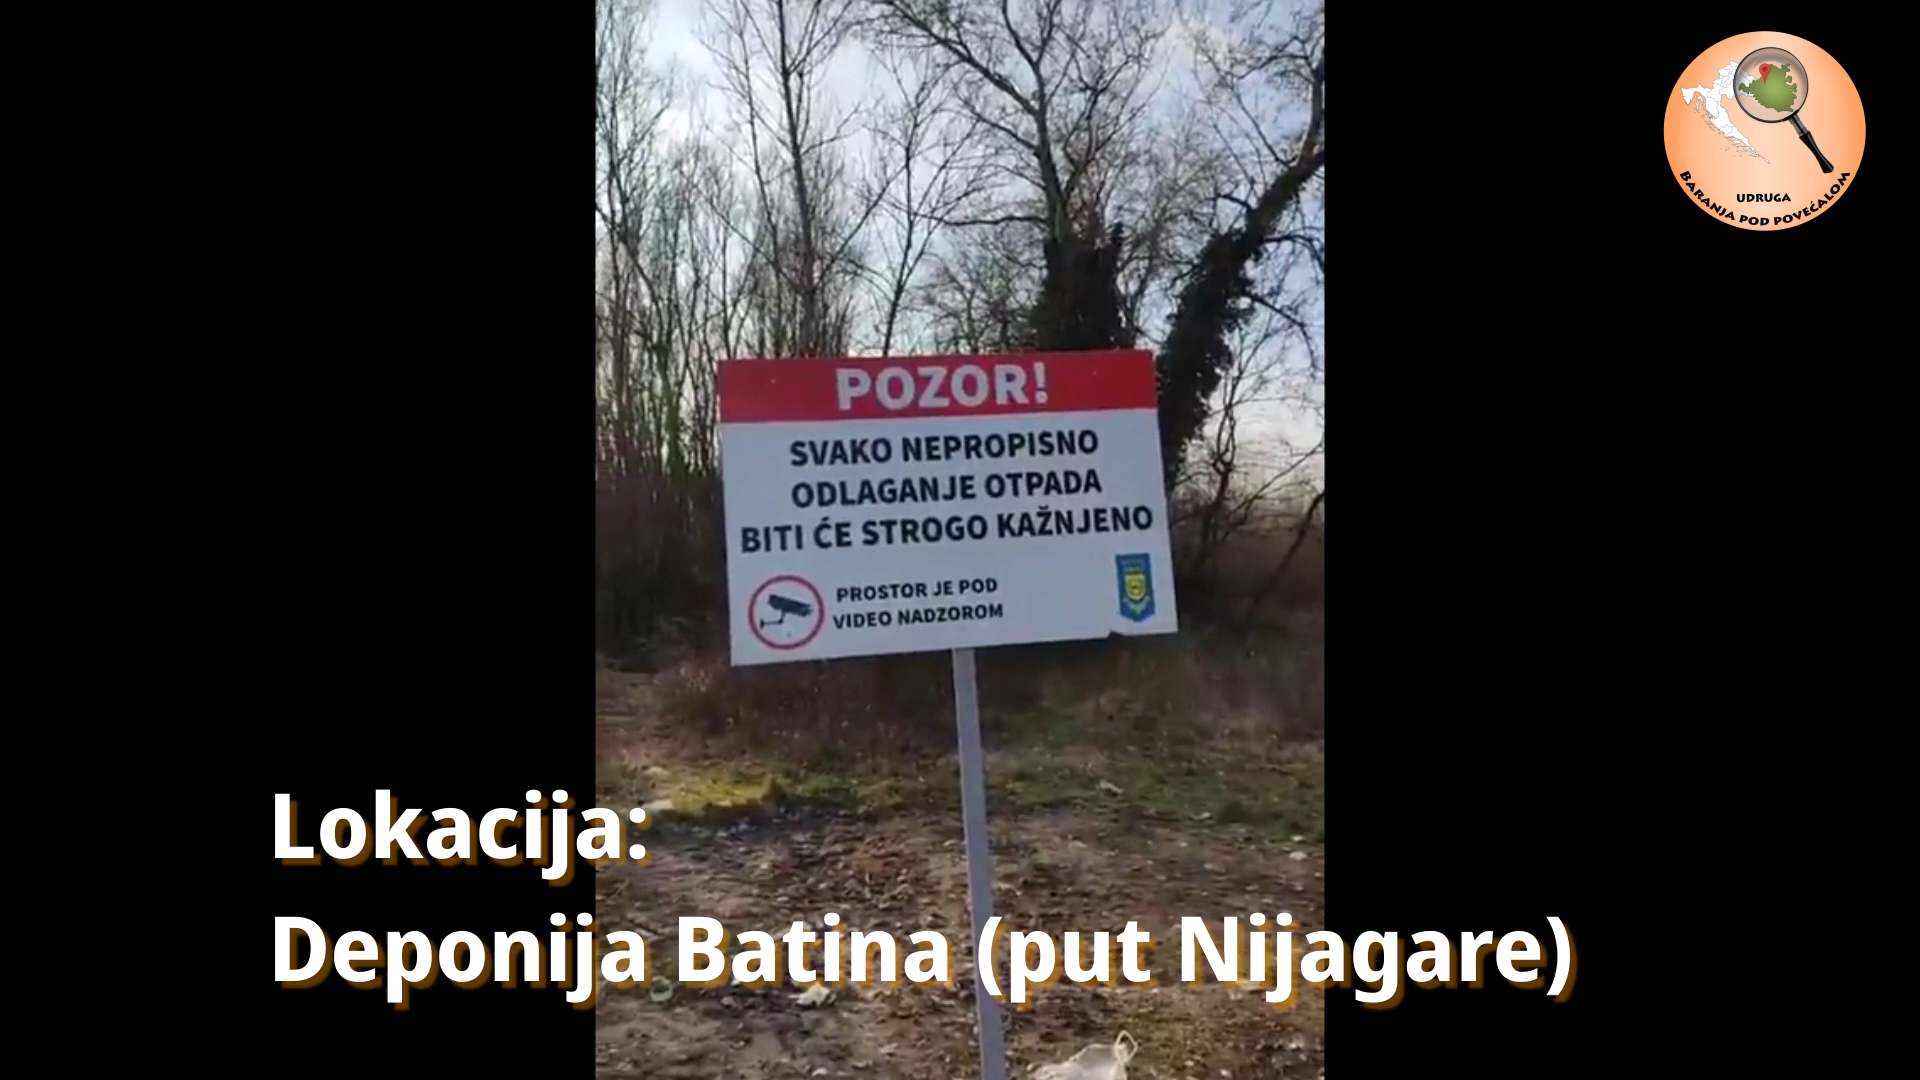 UDRUGA
BARANJA POD POVEĆALOM
POZOR!
SVAKO NEPROPISNO
ODLAGANJE OTPADA
BITI ĆE STROGO KAŽNJENO
PROSTOR JE POD
VIDEO NADZOROM
Lokacija:
Deponija Batina (put Nijagare)